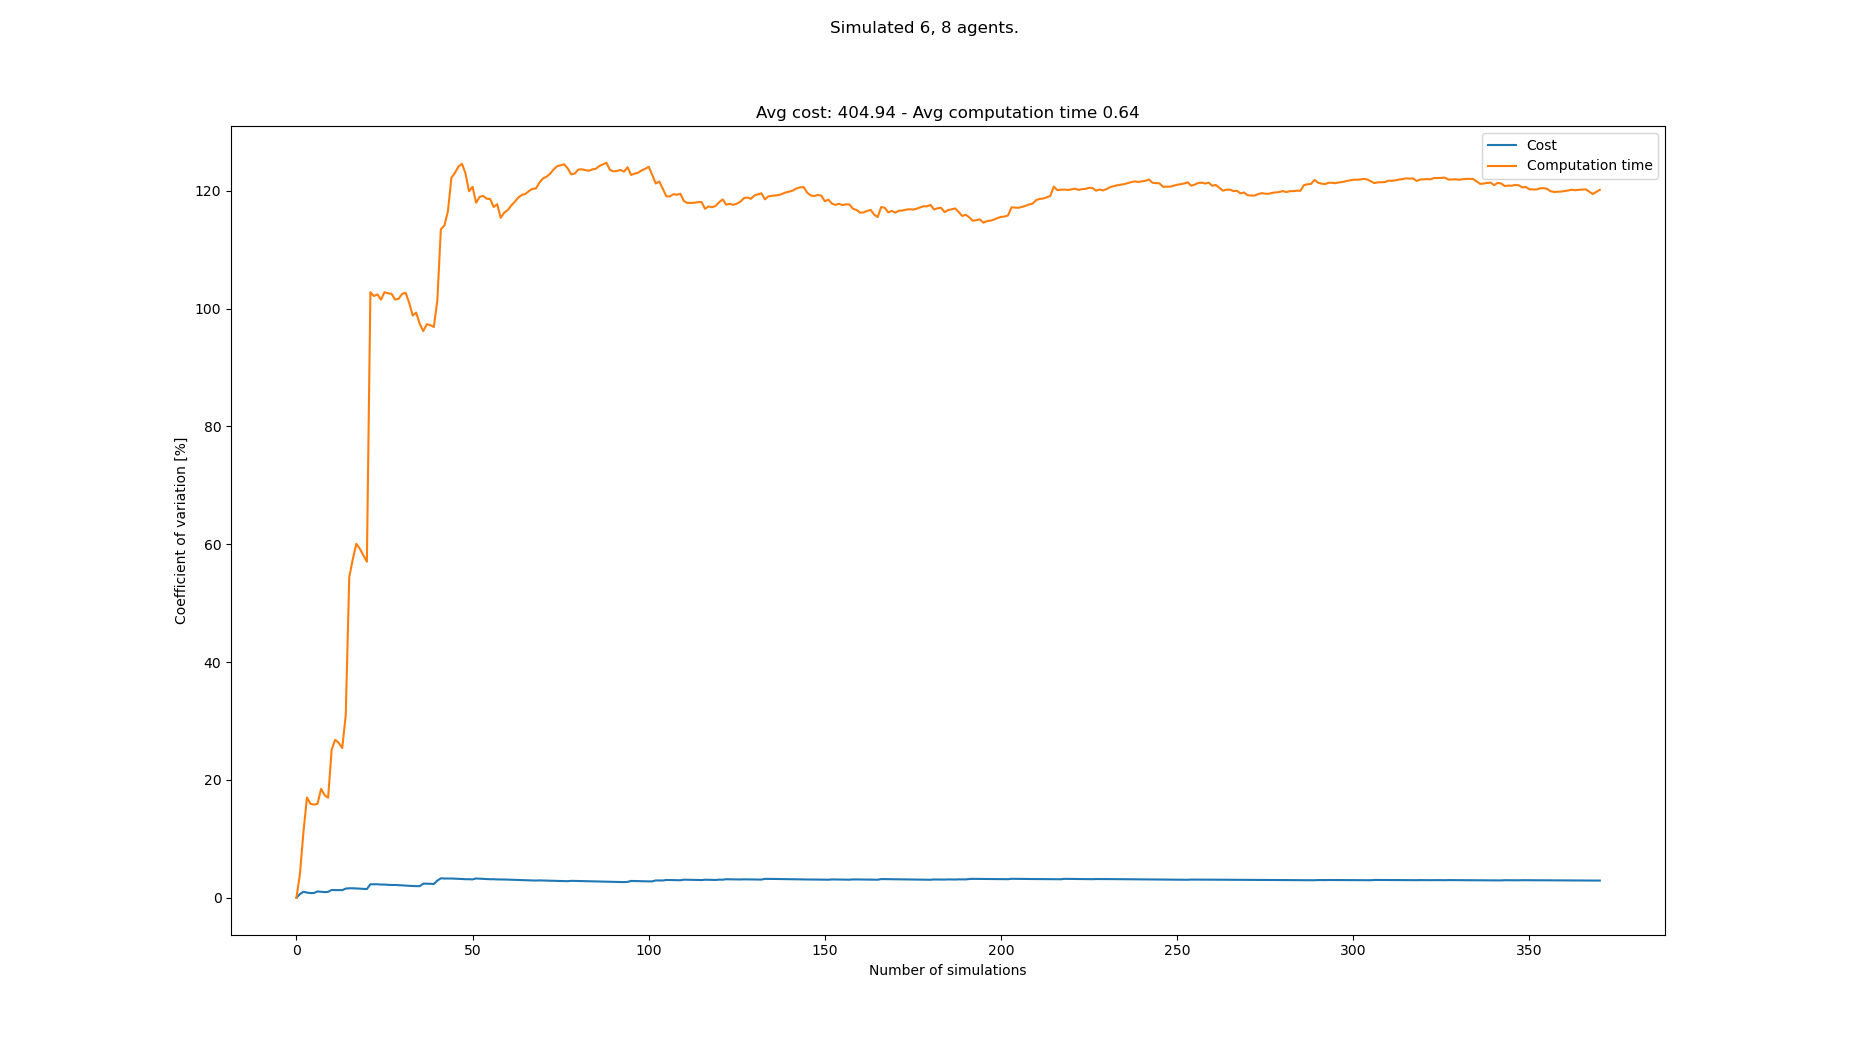 Simulated 6, 8 agents.
Avg cost: 404.94 - Avg computation time 0.64
Cost
Computation time
120
100
80
60
40
20
0
Coefficient of variation [%]
0 50 100 150 200 250 300 350
Number of simulations